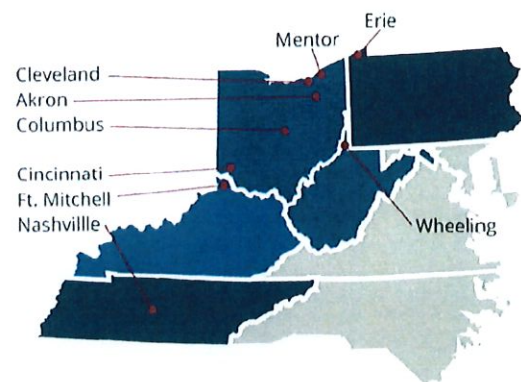 Erie
Mentor
Cleveland
Akron
Columbus
Cincinnati
Ft. Mitchell
Nashvillle
Wheeling